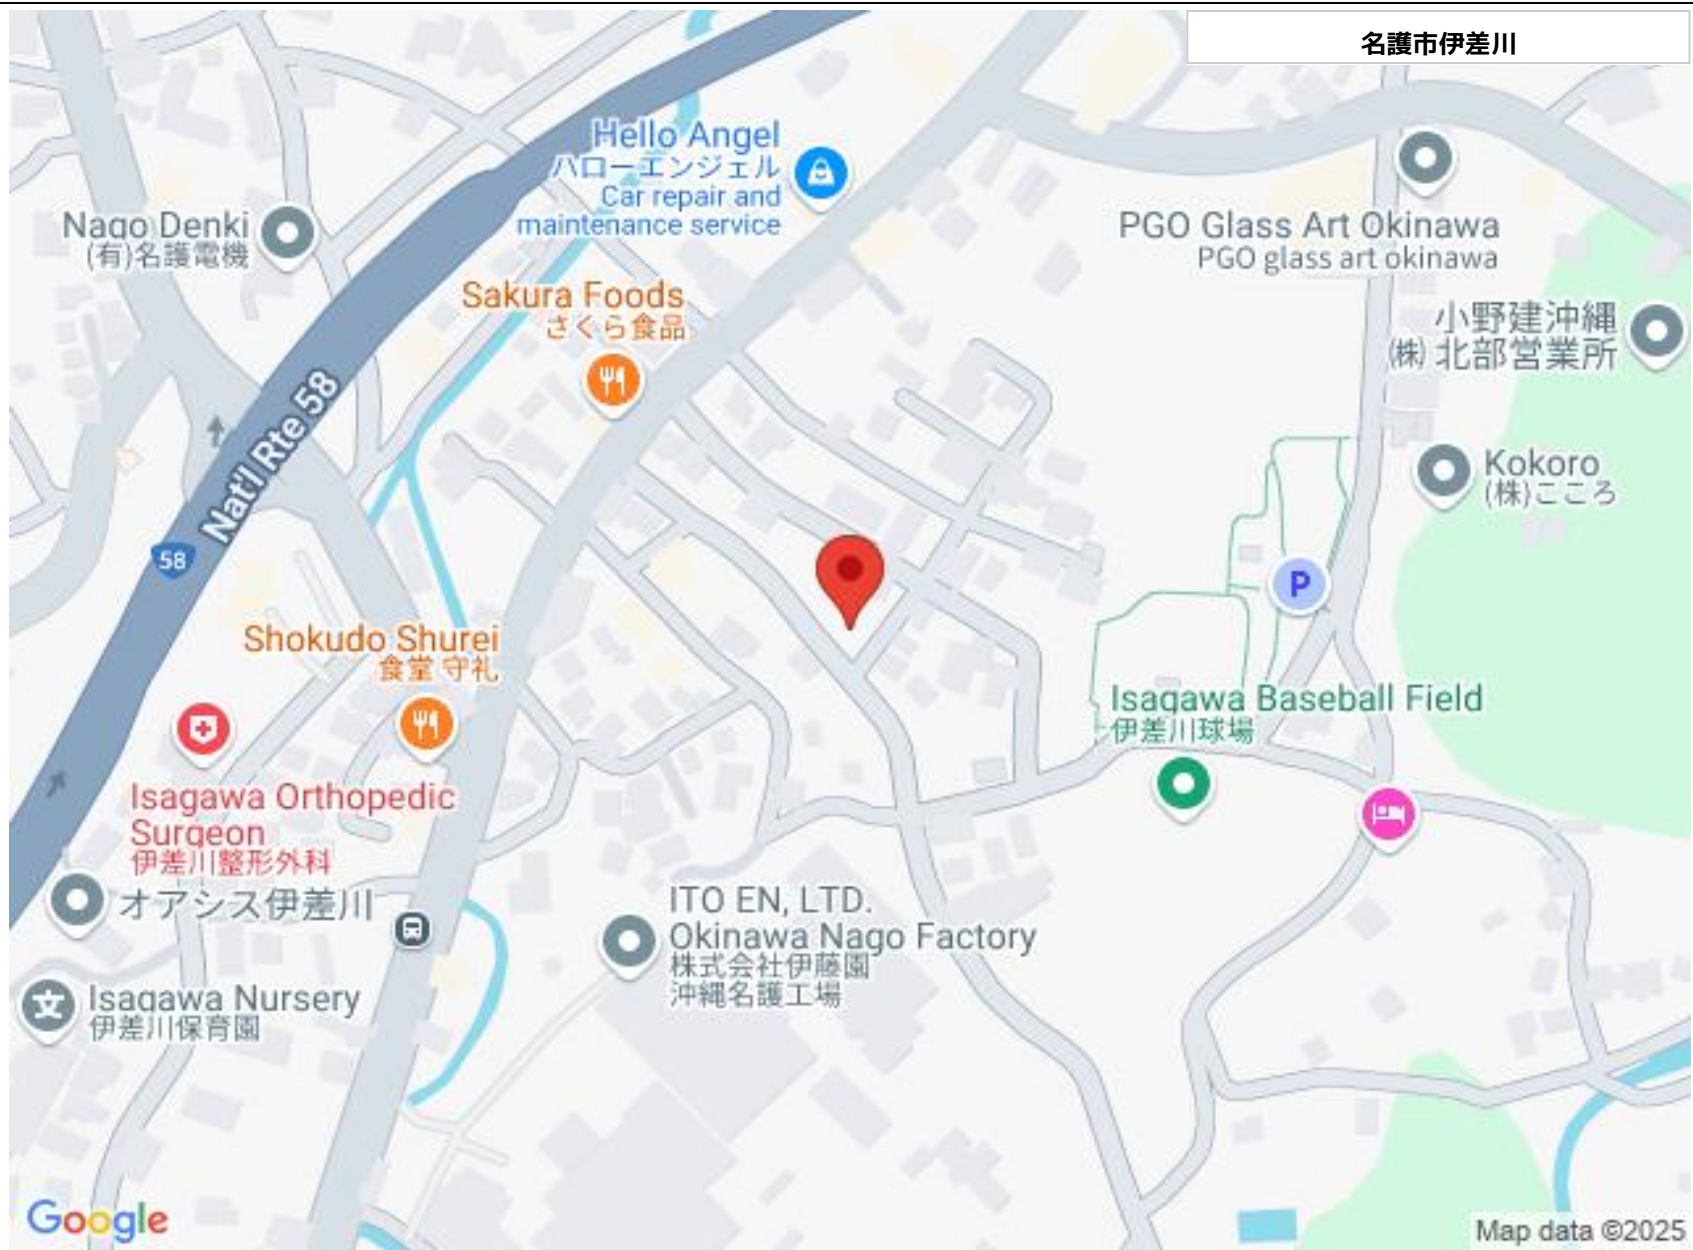 名護市伊差川
Hello Angel
ハローエンジェル
Car repair and
maintenance service
Nago Denki
(有)名護電機
PGO Glass Art Okinawa
PGO glass art okinawa
Sakura Foods
さくら食品
小野建沖縄
(株) 北部営業所
Nat'l Rte 58
Kokoro
(株)こころ
58
P
Shokudo Shurei
食堂 守礼
Isagawa Baseball Field
伊差川球場
Isagawa Orthopedic
Surgeon
伊差川整形外科
オアシス伊差川
ITO EN, LTD.
Okinawa Nago Factory
株式会社伊藤園
沖縄名護工場
文
Isagawa Nursery
伊差川保育園
Google
Map data ©2025